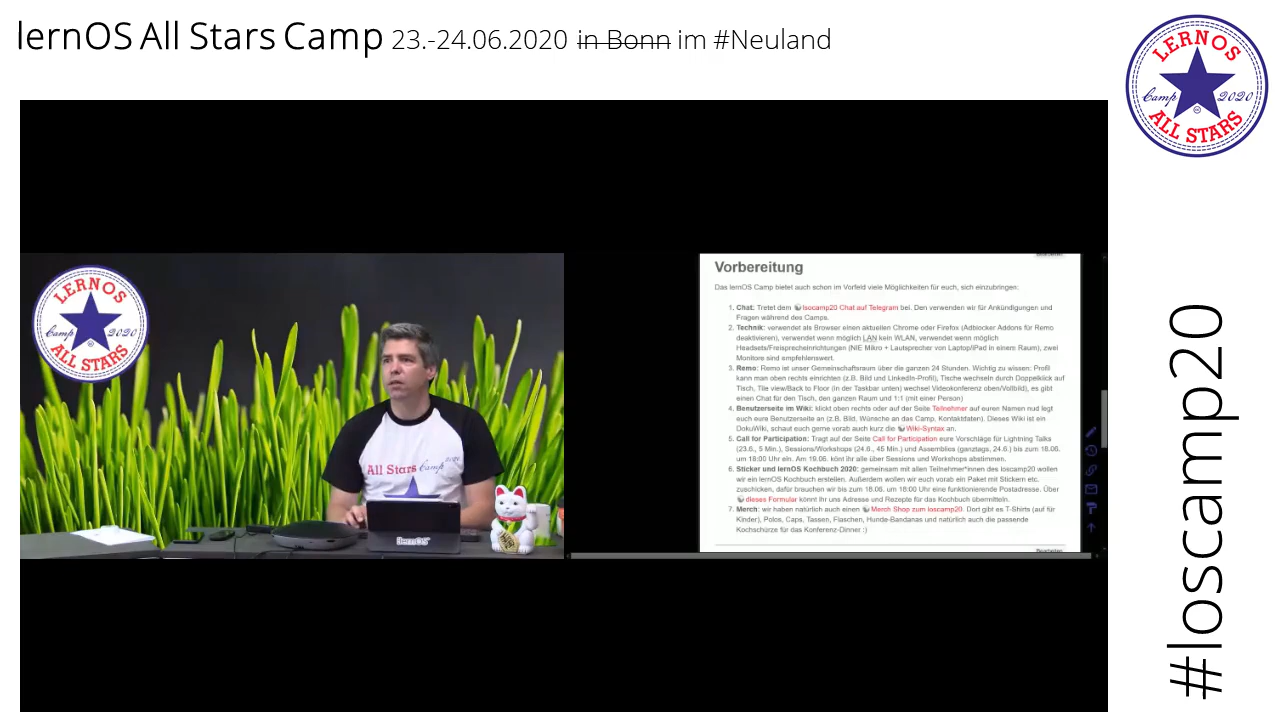 lernOS All Stars Camp 23.-24.06.2020 in Bonn im #Neuland
LERNOS
Camp 2020
ALL STARS
#loscamp20
LERNOS
Camp 2020
ALL STARS
All Stars Camp
lernOS
Vorbereitung
Das lernOS Camp bietet auch schon im Vorfeld viele Möglichkeiten für euch, sich einzubringen:
1. Chat: Tretet dem loscamp20 Chat auf Telegram bei. Den verwenden wir für Ankündigungen und
Fragen während des Camps.
2. Technik: verwendet als Browser einen aktuellen Chrome oder Firefox (Adblocker Addons für Remo
deaktivieren), verwendet wenn möglich LAN kein WLAN, verwendet wenn möglich
Headsets/Freisprecheinrichtungen (NIE Mikro + Lautsprecher von Laptop/iPad in einem Raum), zwei
Monitore sind empfehlenswert.
3. Remo: Remo ist unser Gemeinschaftsraum über die ganzen 24 Stunden. Wichtig zu wissen: Profil
kann man oben rechts einrichten (z.B. Bild und LinkedIn-Profil), Tische wechseln durch Doppelklick auf
Tisch, Tile view/Back to Floor (in der Taskbar unten) wechsel Videokonferenz oben/Vollbild), es gibt
einen Chat für den Tisch, den ganzen Raum und 1:1 (mit einer Person)
4. Benutzerseite im Wiki: klickt oben rechts oder auf der Seite Teilnehmer auf euren Namen nud legt
euch eure Benutzerseite an (z.B. Bild, Wünsche an das Camp, Kontaktdaten). Dieses Wiki ist ein
DokuWiki, schaut euch gerne vorab auch kurz die Wiki-Syntax an.
5. Call for Participation: Tragt auf der Seite Call for Participation eure Vorschläge für Lightning Talks
(23.6., 5 Min.), Sessions/Workshops (24.6., 45 Min.) und Assemblies (ganztags, 24.6.) bis zum 18.06.
um 18:00 Uhr ein. Am 19.06. könt ihr alle über Sessions und Workshops abstimmen.
6. Sticker und lernOS Kochbuch 2020: gemeinsam mit allen Teilnehmer*innen des loscamp20 wollen
wir ein lernOS Kochbuch erstellen. Außerdem wollen wir euch vorab ein Paket mit Stickern etc.
zuschicken, dafür brauchen wir bis zum 18.06. um 18:00 Uhr eine funktionierende Postadresse. Über
dieses Formular könnt Ihr uns Adresse und Rezepte für das Kochbuch übermitteln.
7. Merch: wir haben natürlich auch einem Merch Shop zum loscamp20. Dort gibt es T-Shirts (auf für
Kinder), Polos, Caps, Tassen, Flaschen, Hunde-Bandanas und natürlich auch die passende
Kochschürze für das Konferenz-Dinner :)
Bearbeiten